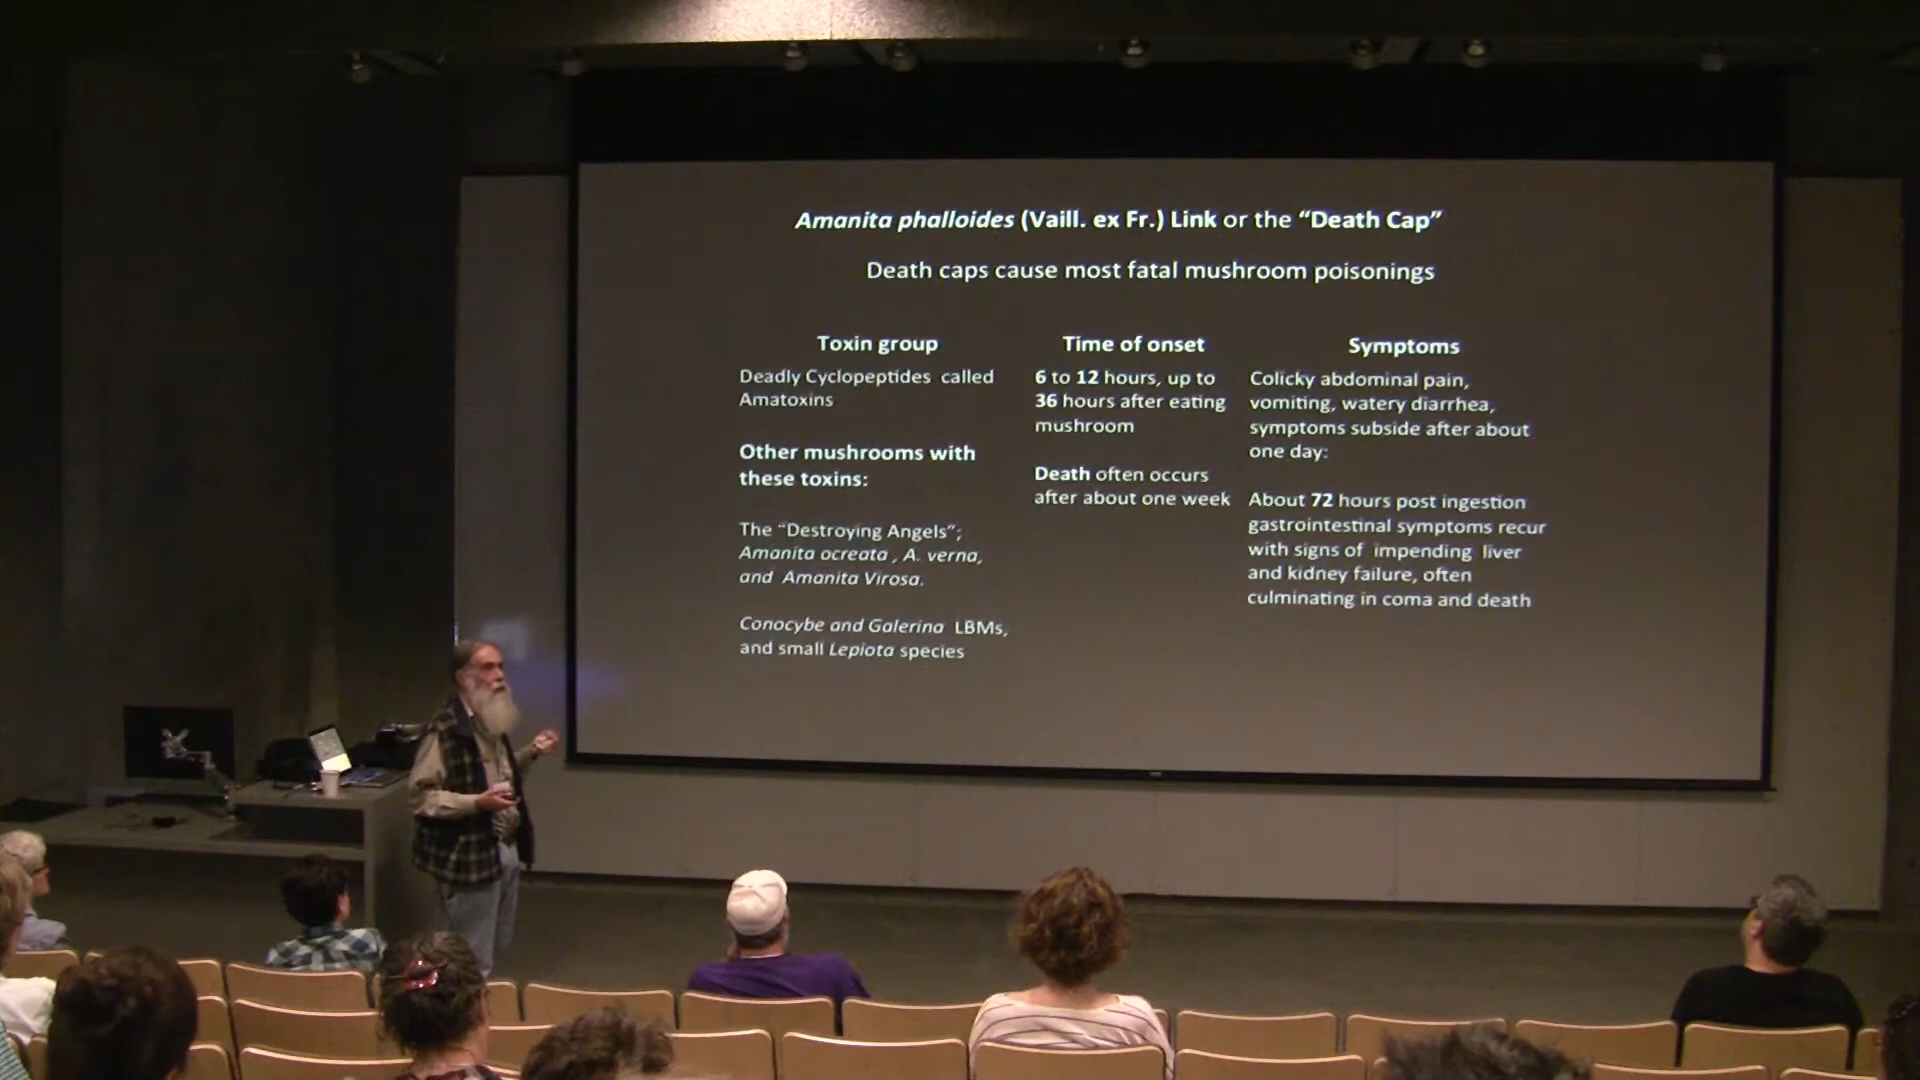 Amanita phalloides (Vaill. ex Fr.) Link or the “Death Cap”
Death caps cause most fatal mushroom poisonings
Toxin group
Deadly Cyclopeptides called
Amatoxins
Other mushrooms with
these toxins:
The “Destroying Angels”;
Amanita ocreata , A. verna,
and Amanita Virosa.
Conocybe and Galerina LBMs,
and small Lepiota species
Time of onset
6 to 12 hours, up to
36 hours after eating
mushroom
Death often occurs
after about one week
Symptoms
Colicky abdominal pain,
vomiting, watery diarrhea,
symptoms subside after about
one day:
About 72 hours post ingestion
gastrointestinal symptoms recur
with signs of impending liver
and kidney failure, often
culminating in coma and death